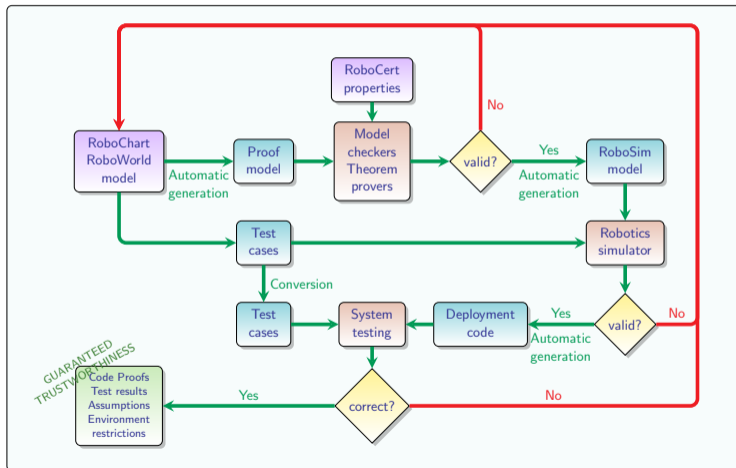 RoboCert
properties
No
RoboChart
RoboWorld
model
Automatic
generation
Proof
model
Model
checkers
Theorem
provers
valid?
Yes
Automatic
generation
RoboSim
model
Test
cases
Robotics
simulator
Conversion
Test
cases
System
testing
Deployment
code
Yes
Automatic
generation
valid?
No
GUARANTEED
TRUSTWORTHINESS
Code Proofs
Test results
Assumptions
Environment
restrictions
Yes
correct?
No